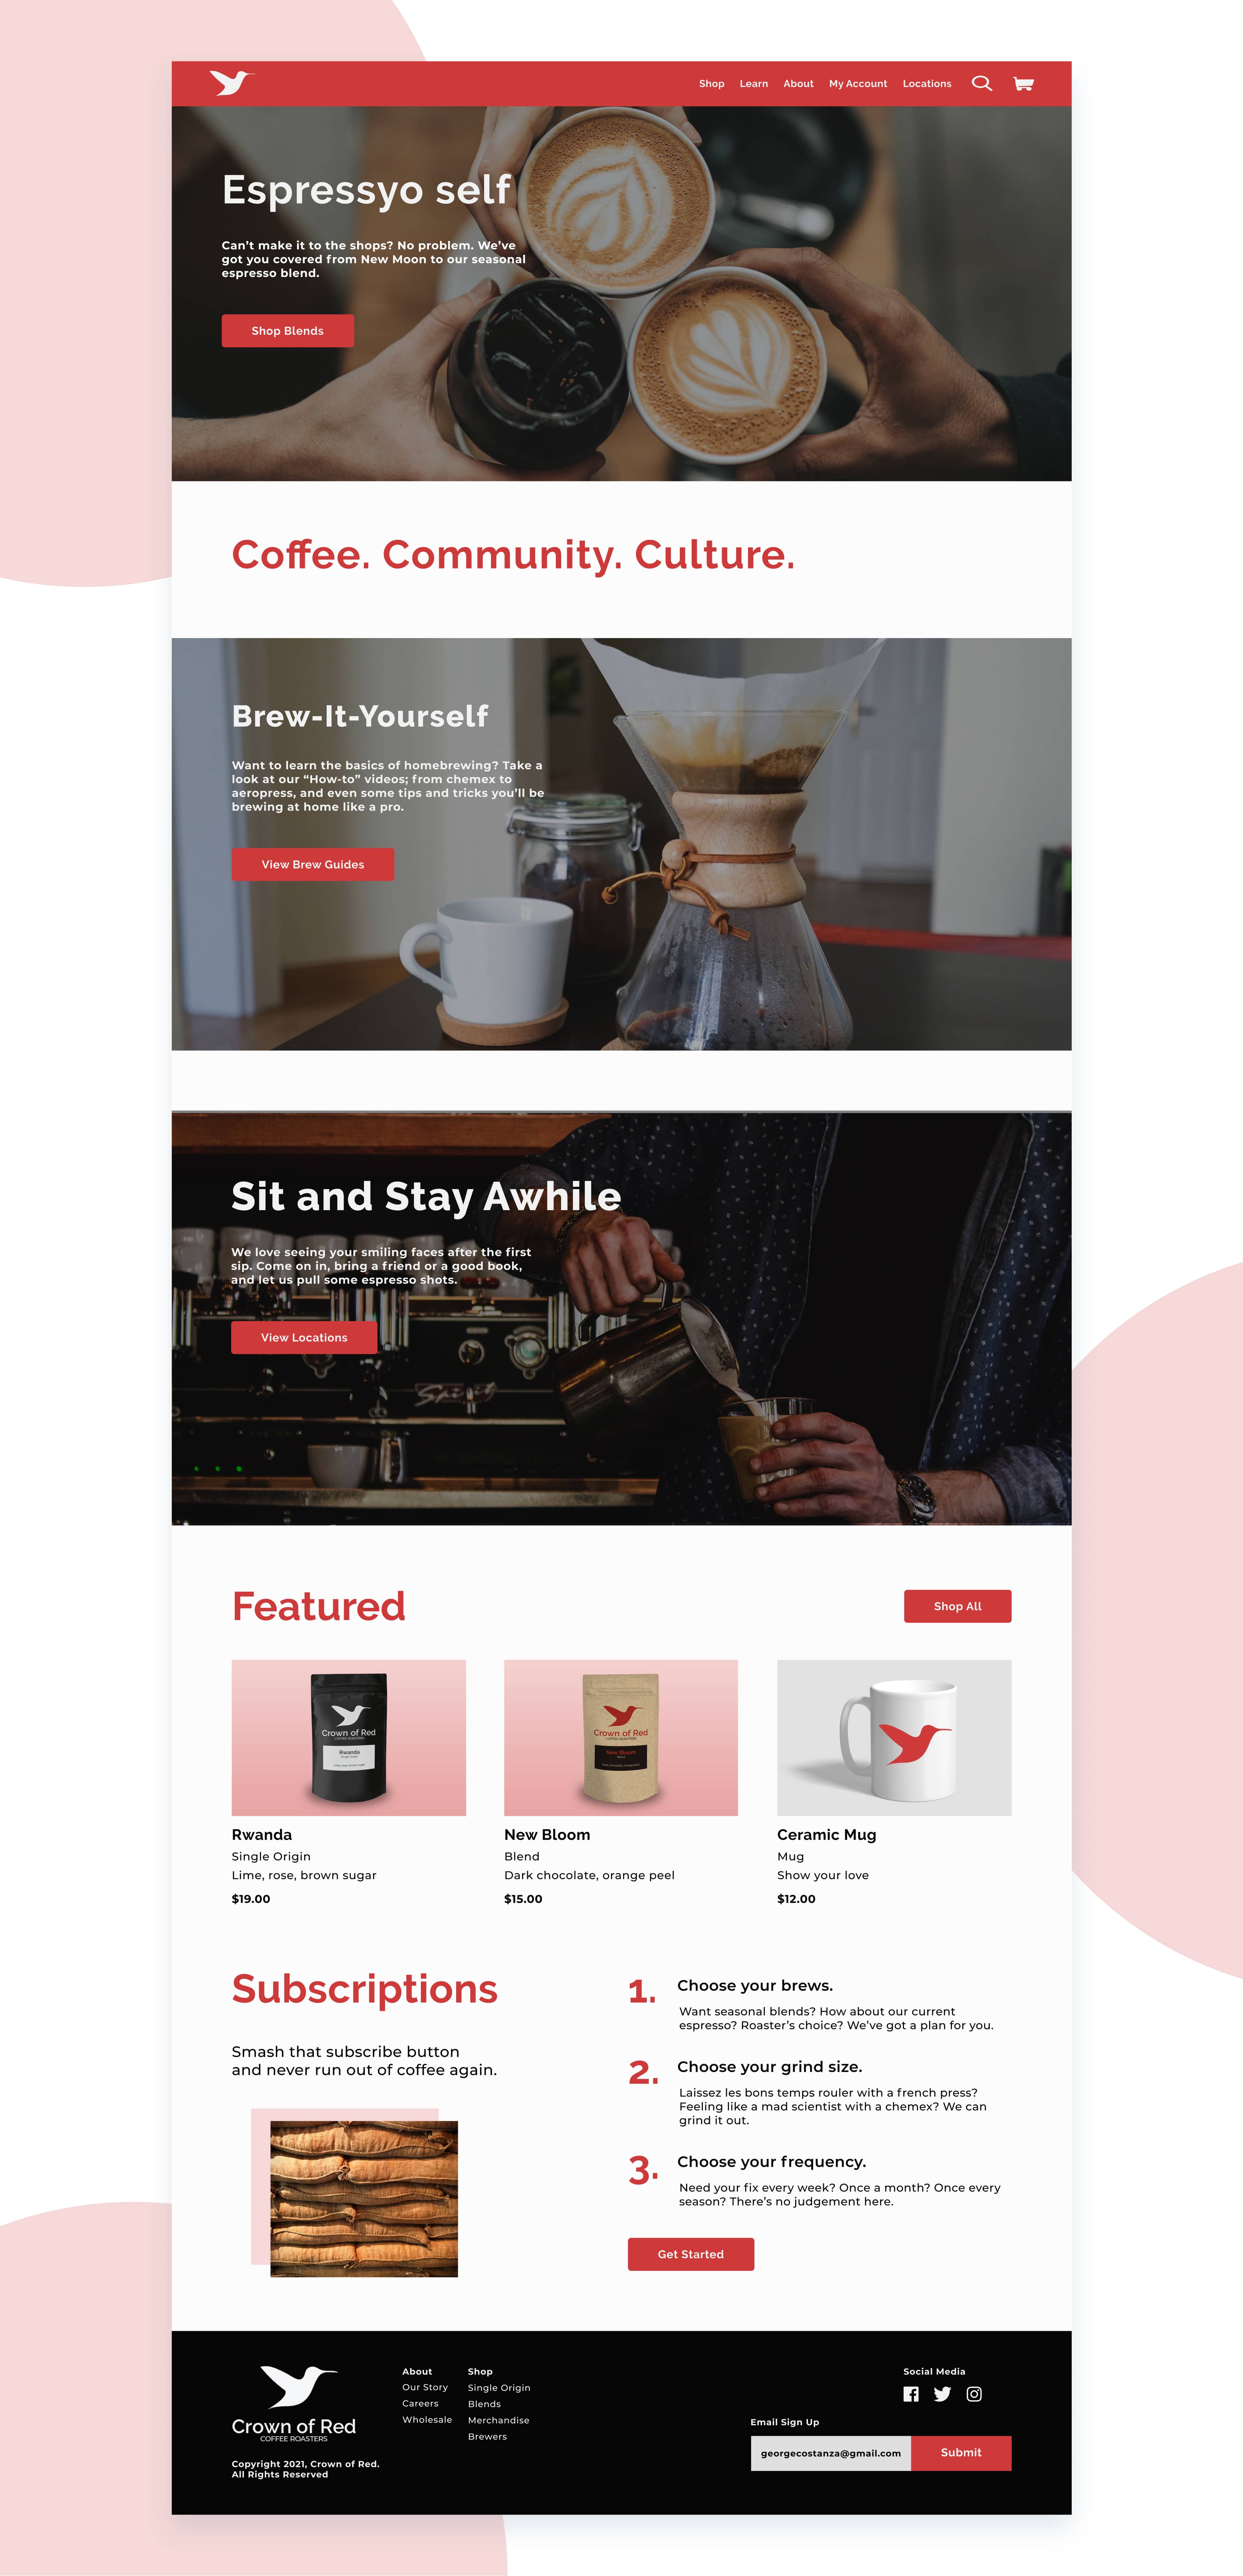 Shop Learn About My Account Locations
Espressyo self
Can't make it to the shops? No problem. We've
got you covered from New Moon to our seasonal
espresso blend.
Shop Blends
Coffee. Community. Culture.
Brew-It-Yourself
Want to learn the basics of homebrewing? Take a
look at our “How-to” videos; from chemex to
aeropress, and even some tips and tricks you'll be
brewing at home like a pro.
View Brew Guides
Sit and Stay Awhile
We love seeing your smiling faces after the first
sip. Come on in, bring a friend or a good book,
and let us pull some espresso shots.
View Locations
Spirit
Featured
Shop All
Crown of Red
COFFEE ROASTERS
Rwanda
Single Origin
Crown of Red
COFFEE ROASTERS
New Bloom
Blend
Rwanda
Single Origin
Lime, rose, brown sugar
$19.00
New Bloom
Blend
Dark chocolate, orange peel
$15.00
Ceramic Mug
Mug
Show your love
$12.00
Subscriptions
Smash that subscribe button
and never run out of coffee again.
1. Choose your brews.
Want seasonal blends? How about our current
espresso? Roaster's choice? We've got a plan for you.
2. Choose your grind size.
Laissez les bons temps rouler with a french press?
Feeling like a mad scientist with a chemex? We can
grind it out.
3. Choose your frequency.
Need your fix every week? Once a month? Once every
season? There's no judgement here.
Get Started
Crown of Red
COFFEE ROASTERS
Copyright 2021, Crown of Red.
All Rights Reserved
About
Our Story
Careers
Wholesale
Shop
Single Origin
Blends
Merchandise
Brewers
Social Media
Email Sign Up
georgecostanza@gmail.com
Submit